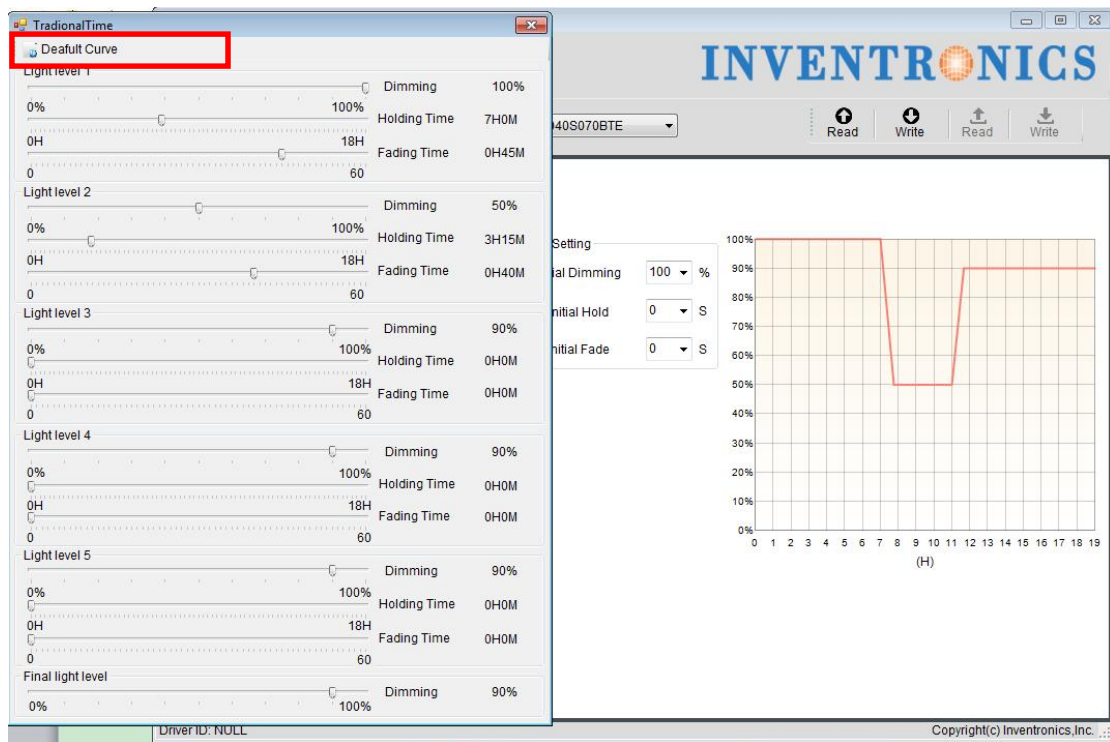 TradionalTime
Deafult Curve
INVENTRONICS
Light level 1
Dimming 100%
0% 100%
Holding Time 7H0M
0H 18H
Fading Time 0H45M
0 60
Light level 2
Dimming 50%
0% 100%
Holding Time 3H15M
0H 18H
Fading Time 0H40M
0 60
Light level 3
Dimming 90%
0% 100%
Holding Time 0H0M
0H 18H
Fading Time 0H0M
0 60
Light level 4
Dimming 90%
0% 100%
Holding Time 0H0M
0H 18H
Fading Time 0H0M
0 60
Light level 5
Dimming 90%
0% 100%
Holding Time 0H0M
0H 18H
Fading Time 0H0M
0 60
Final light level
Dimming 90%
0% 100%
40S070BTE
Read Write Read Write
Setting
ial Dimming 100 %
nitial Hold 0 S
nitial Fade 0 S
100%
90%
80%
70%
60%
50%
40%
30%
20%
10%
0%
0 1 2 3 4 5 6 7 8 9 10 11 12 13 14 15 16 17 18 19
(H)
Driver ID: NULL
Copyright(c) Inventronics,Inc.